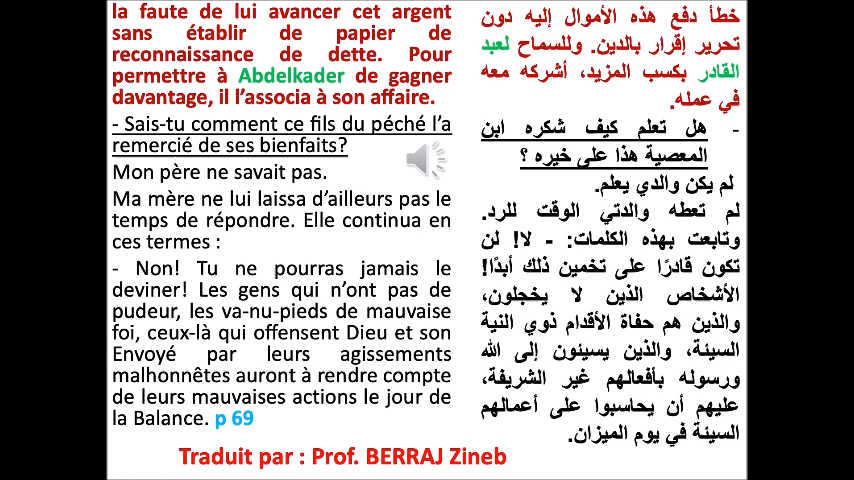 la faute de lui avancer cet argent
sans établir de papier de
reconnaissance de dette. Pour
permettre à Abdelkader de gagner
davantage, il l'associa à son affaire.
- Sais-tu comment ce fils du péché l'a
remercié de ses bienfaits?
Mon père ne savait pas.
Ma mère ne lui laissa d'ailleurs pas le
temps de répondre. Elle continua en
ces termes :
- Non! Tu ne pourras jamais le
deviner! Les gens qui n'ont pas de
pudeur, les va-nu-pieds de mauvaise
foi, ceux-là qui offensent Dieu et son
Envoyé par leurs agissements
malhonnêtes auront à rendre compte
de leurs mauvaises actions le jour de
la Balance. p 69
خطأ دفع هذه الأموال إليه دون
تحرير إقرار بالدين. وللسماح لعبد
القادر بكسب المزيد، أشركه معه
في عمله.
- هل تعلم كيف شكره ابن
المعصية هذا على خيره ؟
لم يكن والدي يعلم.
لم تعطه والدتي الوقت للرد.
وتابعت بهذه الكلمات: - لا! لن
تكون قادرًا على تخمين ذلك أبدًا!
الأشخاص الذين لا يخجلون،
والذين هم حفاة الأقدام ذوي النية
السيئة، والذين يسيئون إلى الله
ورسوله بأفعالهم غير الشريفة،
عليهم أن يحاسبوا على أعمالهم
السيئة في يوم الميزان.
Traduit par : Prof. BERRAJ Zineb